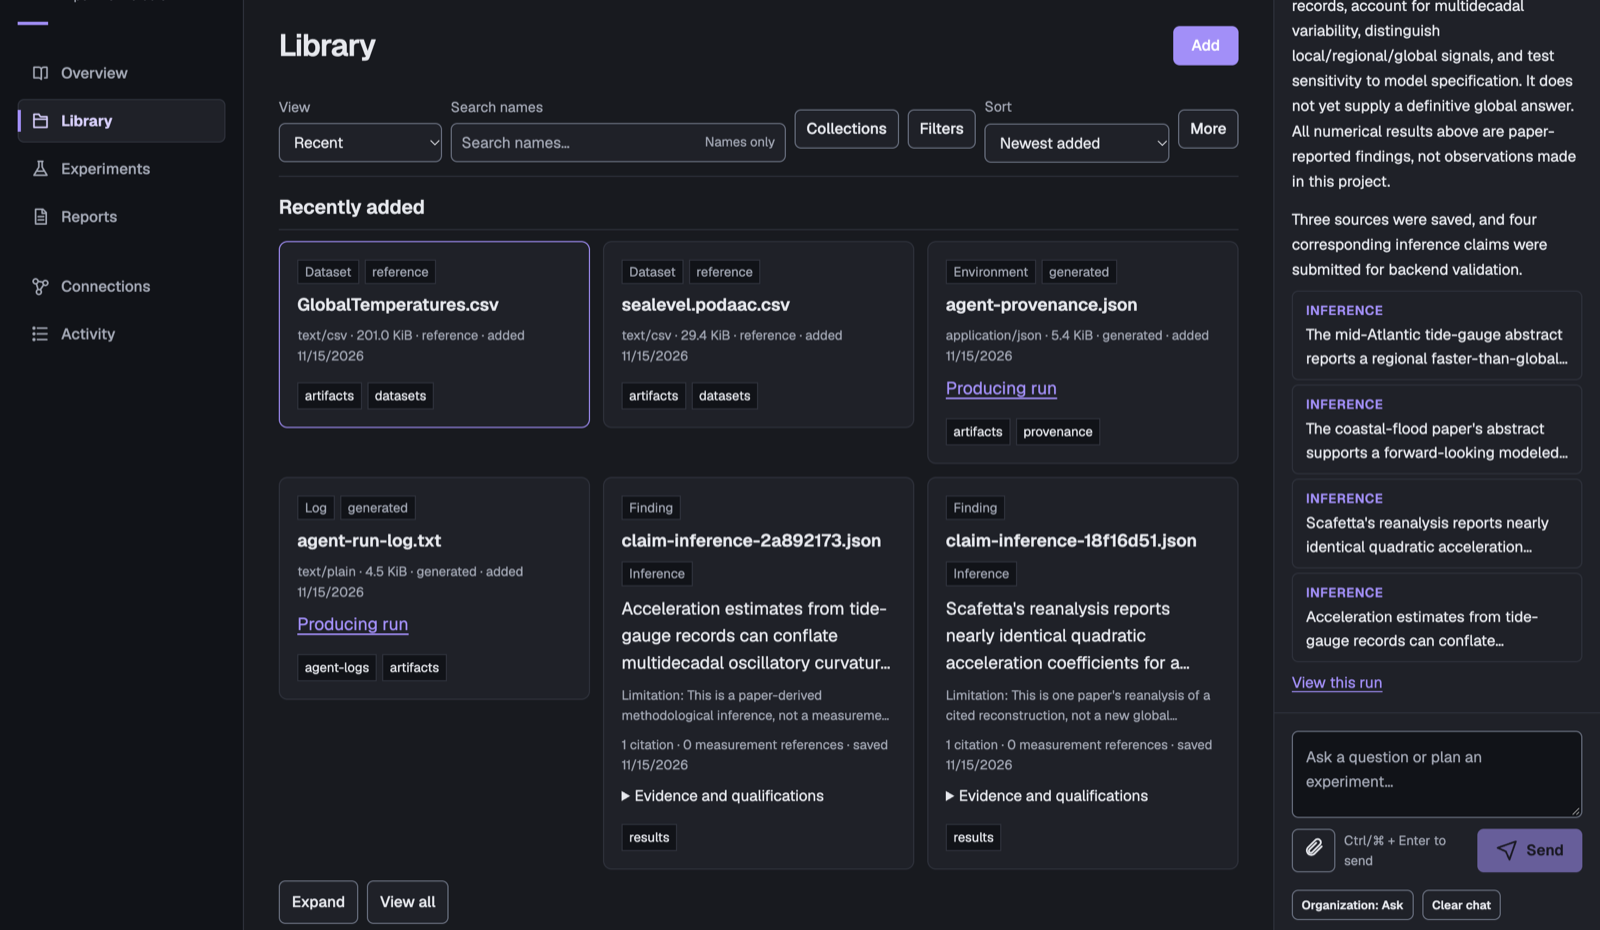 Overview
Library
Experiments
Reports
Connections
Activity
Library
Add
View
Recent
Search names
Search names...
Names only
Collections
Filters
Sort
Newest added
More
Recently added
Dataset
reference
GlobalTemperatures.csv
text/csv · 201.0 KiB · reference · added
11/15/2026
artifacts
datasets
Dataset
reference
sealevel.podaac.csv
text/csv · 29.4 KiB · reference · added
11/15/2026
artifacts
datasets
Environment
generated
agent-provenance.json
application/json · 5.4 KiB · generated · added
11/15/2026
Producing run
artifacts
provenance
Log
generated
agent-run-log.txt
text/plain · 4.5 KiB · generated · added
11/15/2026
Producing run
agent-logs
artifacts
Finding
claim-inference-2a892173.json
Inference
Acceleration estimates from tide-
gauge records can conflate
multidecadal oscillatory curvatur...
Limitation: This is a paper-derived
methodological inference, not a measureme...
1 citation · 0 measurement references · saved
11/15/2026
Evidence and qualifications
results
Finding
claim-inference-18f16d51.json
Inference
Scafetta's reanalysis reports
nearly identical quadratic
acceleration coefficients for a...
Limitation: This is one paper's reanalysis of a
cited reconstruction, not a new global...
1 citation · 0 measurement references · saved
11/15/2026
Evidence and qualifications
results
Expand
View all
records, account for multidecadal
variability, distinguish
local/regional/global signals, and test
sensitivity to model specification. It does
not yet supply a definitive global answer.
All numerical results above are paper-
reported findings, not observations made
in this project.
Three sources were saved, and four
corresponding inference claims were
submitted for backend validation.
INFERENCE
The mid-Atlantic tide-gauge abstract
reports a regional faster-than-global...
INFERENCE
The coastal-flood paper's abstract
supports a forward-looking modeled...
INFERENCE
Scafetta's reanalysis reports nearly
identical quadratic acceleration...
INFERENCE
Acceleration estimates from tide-
gauge records can conflate...
View this run
Ask a question or plan an
experiment...
Ctrl/⌘ + Enter to
send
Send
Organization: Ask
Clear chat